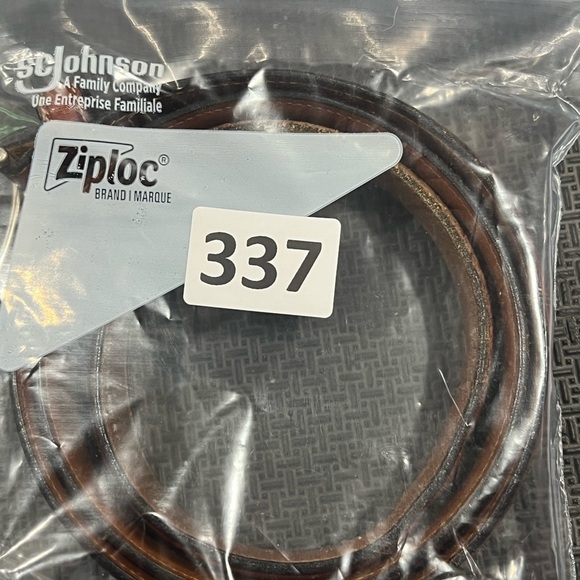 scJohnson
A Family Company
Une Entreprise Familiale
Ziploc®
BRAND | MARQUE
337